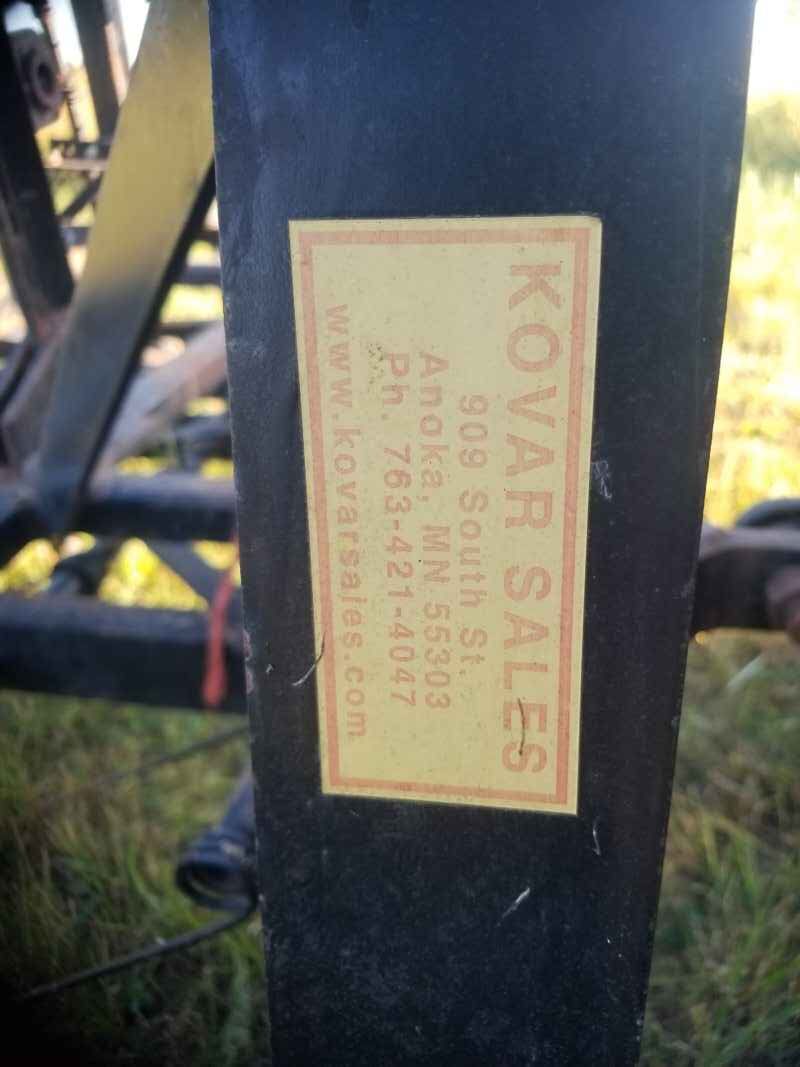 KOVAR SALES
909 South St.
Anoka, MN 55303
Ph. 763-421-4047
www.kovarsales.com